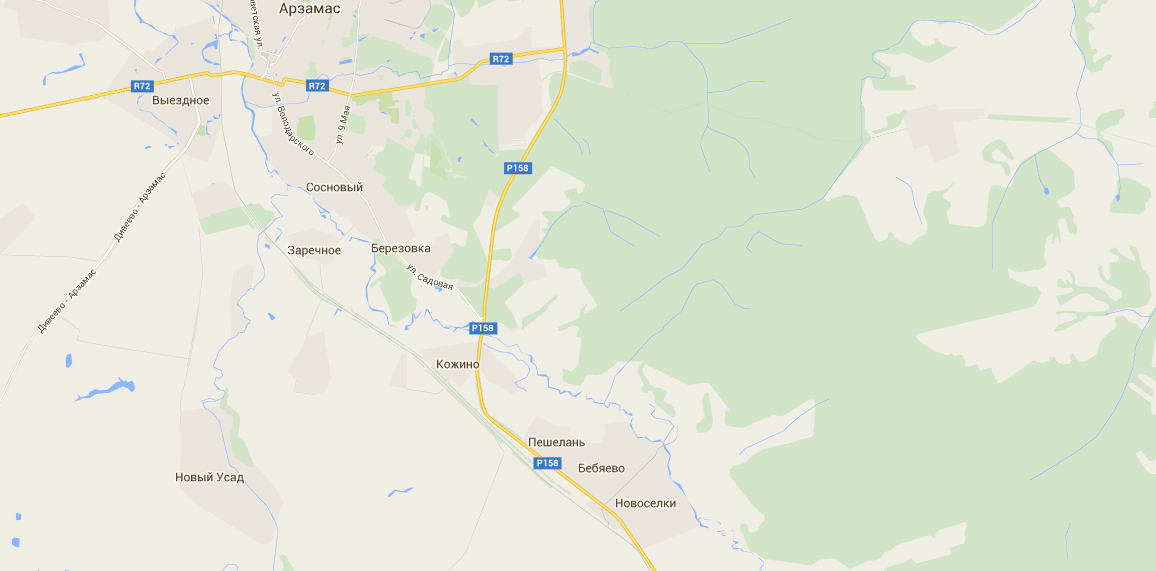 Арзамас
R72
R72
R72
Выездное
ул. Володарского
ул. 9 Мая
P158
Сосновый
Дивеево - Арзамас
Заречное
Березовка
ул. Садовая
Дивеево - Арзамас
P158
Кожино
Пешелань
P158
Бебяево
Новый Усад
Новоселки